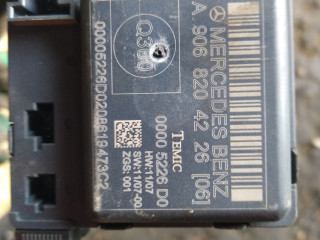 MERCEDES BENZ
A 906 820 42 26 [06]
TEMIC
0000 5226 D0
HW:11/07
SW:11/07-00
ZGS: 001